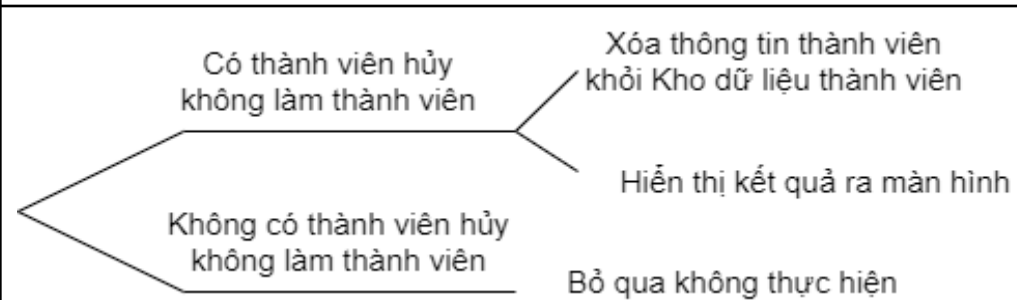 Có thành viên hủy
không làm thành viên
Xóa thông tin thành viên
khỏi Kho dữ liệu thành viên
Hiển thị kết quả ra màn hình
Không có thành viên hủy
không làm thành viên
Bỏ qua không thực hiện